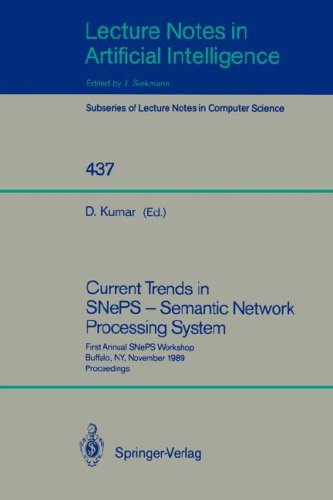 Lecture Notes in
Artificial Intelligence
Edited by J. Siekmann
Subseries of Lecture Notes in Computer Science
437
D. Kumar (Ed.)
Current Trends in
SNePS – Semantic Network
Processing System
First Annual SNePS Workshop
Buffalo, NY, November 1989
Proceedings
Springer-Verlag